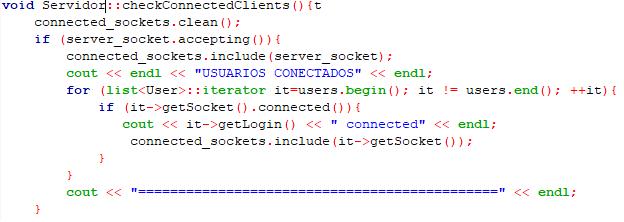 void Servidor::checkConnectedClients(){t
    connected_sockets.clean();
    if (server_socket.accepting()){
        connected_sockets.include(server_socket);
        cout << endl << "USUARIOS CONECTADOS" << endl;
        for (list<User>::iterator it=users.begin(); it != users.end(); ++it){
            if (it->getSocket().connected()){
               cout << it->getLogin() << " connected" << endl;
                connected_sockets.include(it->getSocket());
            }
        }
        cout << "=============================================" << endl;
    }